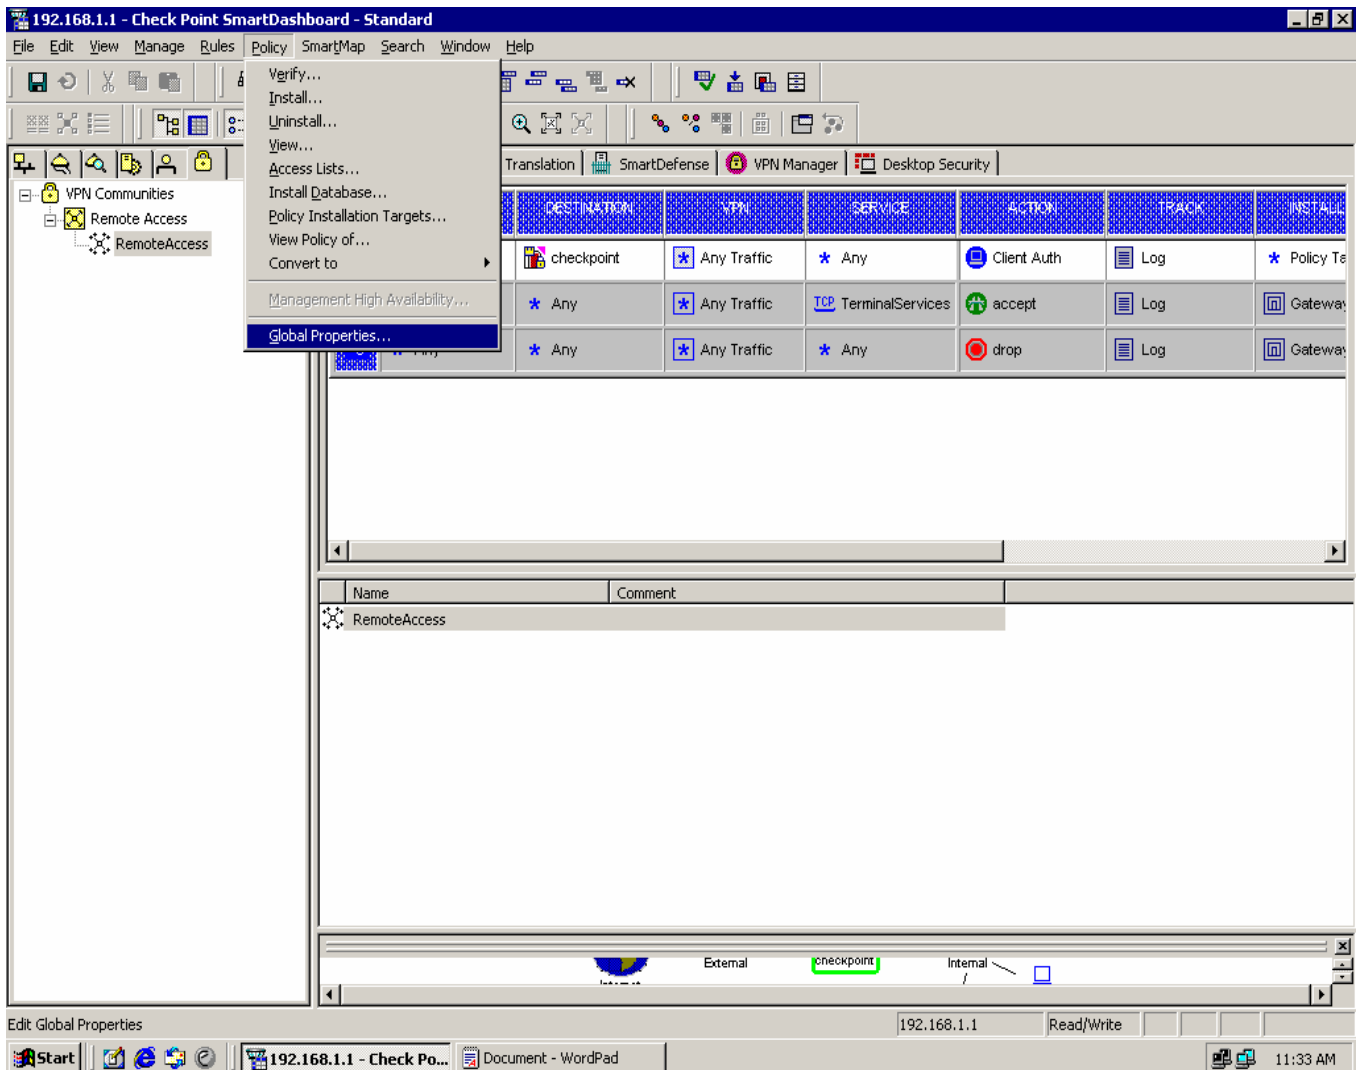 192.168.1.1 - Check Point SmartDashboard - Standard
File Edit View Manage Rules Policy SmartMap Search Window Help
Verify...
Install...
Uninstall...
View...
Access Lists...
Install Database...
Policy Installation Targets...
View Policy of...
Convert to
Management High Availability...
Global Properties...
Translation SmartDefense VPN Manager Desktop Security
VPN Communities
Remote Access
RemoteAccess
DESTINATION VPN SERVICE ACTION TRACK INSTALL
checkpoint Any Traffic * Any Client Auth Log * Policy Ta
* Any * Any Traffic TCP TerminalServices accept Log Gateway
* Any * Any Traffic * Any drop Log Gateway
Name Comment
RemoteAccess
External checkpoint Internal
Edit Global Properties 192.168.1.1 Read/Write
Start 192.168.1.1 - Check Po... Document - WordPad 11:33 AM